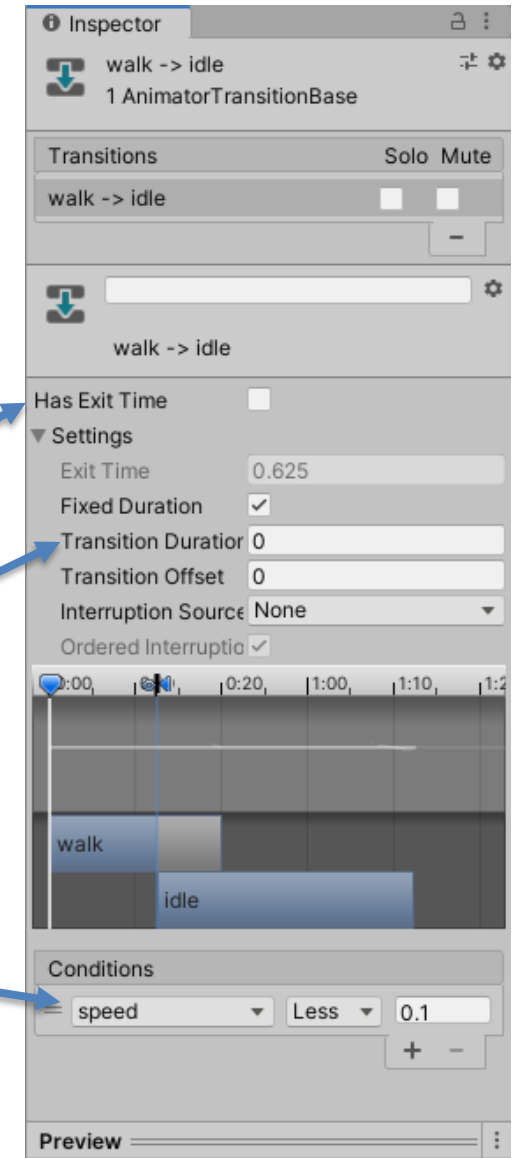 Inspector
walk -> idle
1 AnimatorTransitionBase
Transitions Solo Mute
walk -> idle
walk -> idle
Has Exit Time
Settings
Exit Time 0.625
Fixed Duration
Transition Duration 0
Transition Offset 0
Interruption Source None
Ordered Interruptio
0:00, 0:20, 1:00, 1:10, 1:2
walk
idle
Conditions
speed Less 0.1
Preview